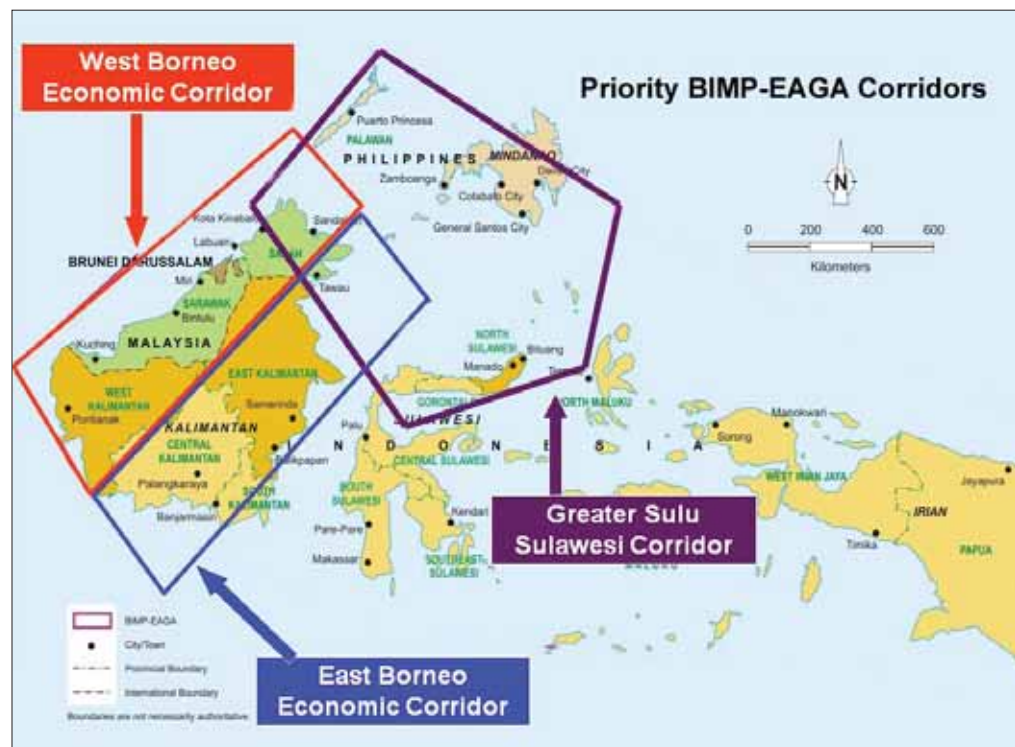 West Borneo
Economic Corridor
Priority BIMP-EAGA Corridors
Puerto Princesa
PALAWAN
PHILIPPINES
MINDANAO
Zamboanga
Cotabato City
General Santos City
N
0 200 400 600
Kilometers
Kota Kinabalu
Labuan
SABAH
BRUNEI DARUSSALAM
Miri
Tawau
SARAWAK
Bintulu
Kuching
MALAYSIA
NORTH
SULAWESI
Bitung
Manado
EAST KALIMANTAN
WEST
KALIMANTAN
Pontianak
KALIMANTAN
Samarinda
CENTRAL
KALIMANTAN
Balikpapan
Palangkaraya
SOUTH
KALIMANTAN
Banjarmasin
GORONTALO
SULAWESI
NORTH MALUKU
Palu
INDONESIA
CENTRAL SULAWESI
SOUTH
SULAWESI
Pare-Pare
Makassar
Kendari
SOUTHEAST
SULAWESI
Manokwari
Sorong
WEST IRIAN JAYA
Jayapura
IRIAN
Timika
PAPUA
MALUKU
Greater Sulu
Sulawesi Corridor
East Borneo
Economic Corridor
BIMP-EAGA
City/Town
Provincial Boundary
International Boundary
Boundaries are not necessarily authoritative.